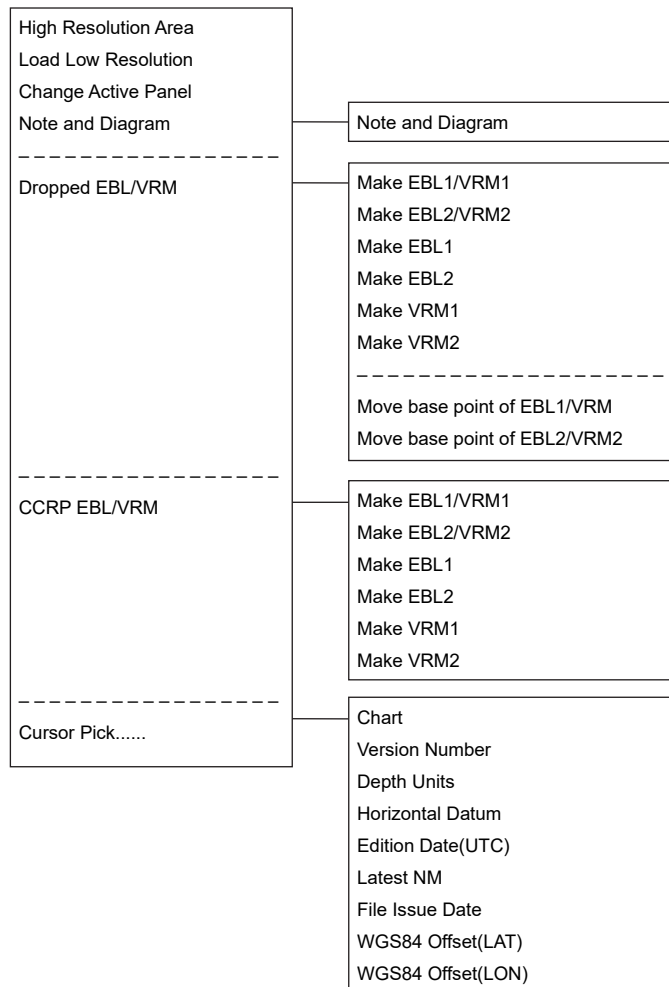 High Resolution Area
Load Low Resolution
Change Active Panel
Note and Diagram
Note and Diagram
Dropped EBL/VRM
Make EBL1/VRM1
Make EBL2/VRM2
Make EBL1
Make EBL2
Make VRM1
Make VRM2
Move base point of EBL1/VRM
Move base point of EBL2/VRM2
CCRP EBL/VRM
Make EBL1/VRM1
Make EBL2/VRM2
Make EBL1
Make EBL2
Make VRM1
Make VRM2
Cursor Pick......
Chart
Version Number
Depth Units
Horizontal Datum
Edition Date(UTC)
Latest NM
File Issue Date
WGS84 Offset(LAT)
WGS84 Offset(LON)